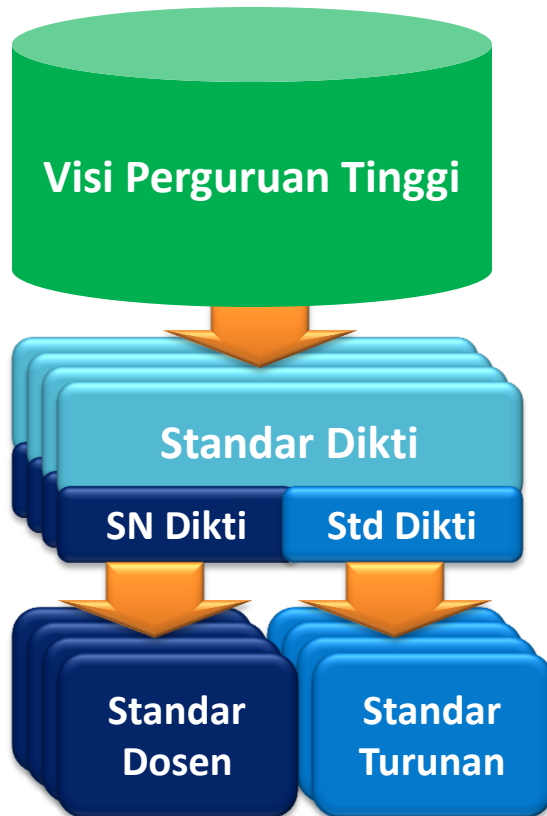 Visi Perguruan Tinggi
Standar Dikti
SN Dikti
Std Dikti
Standar
Dosen
Standar
Turunan